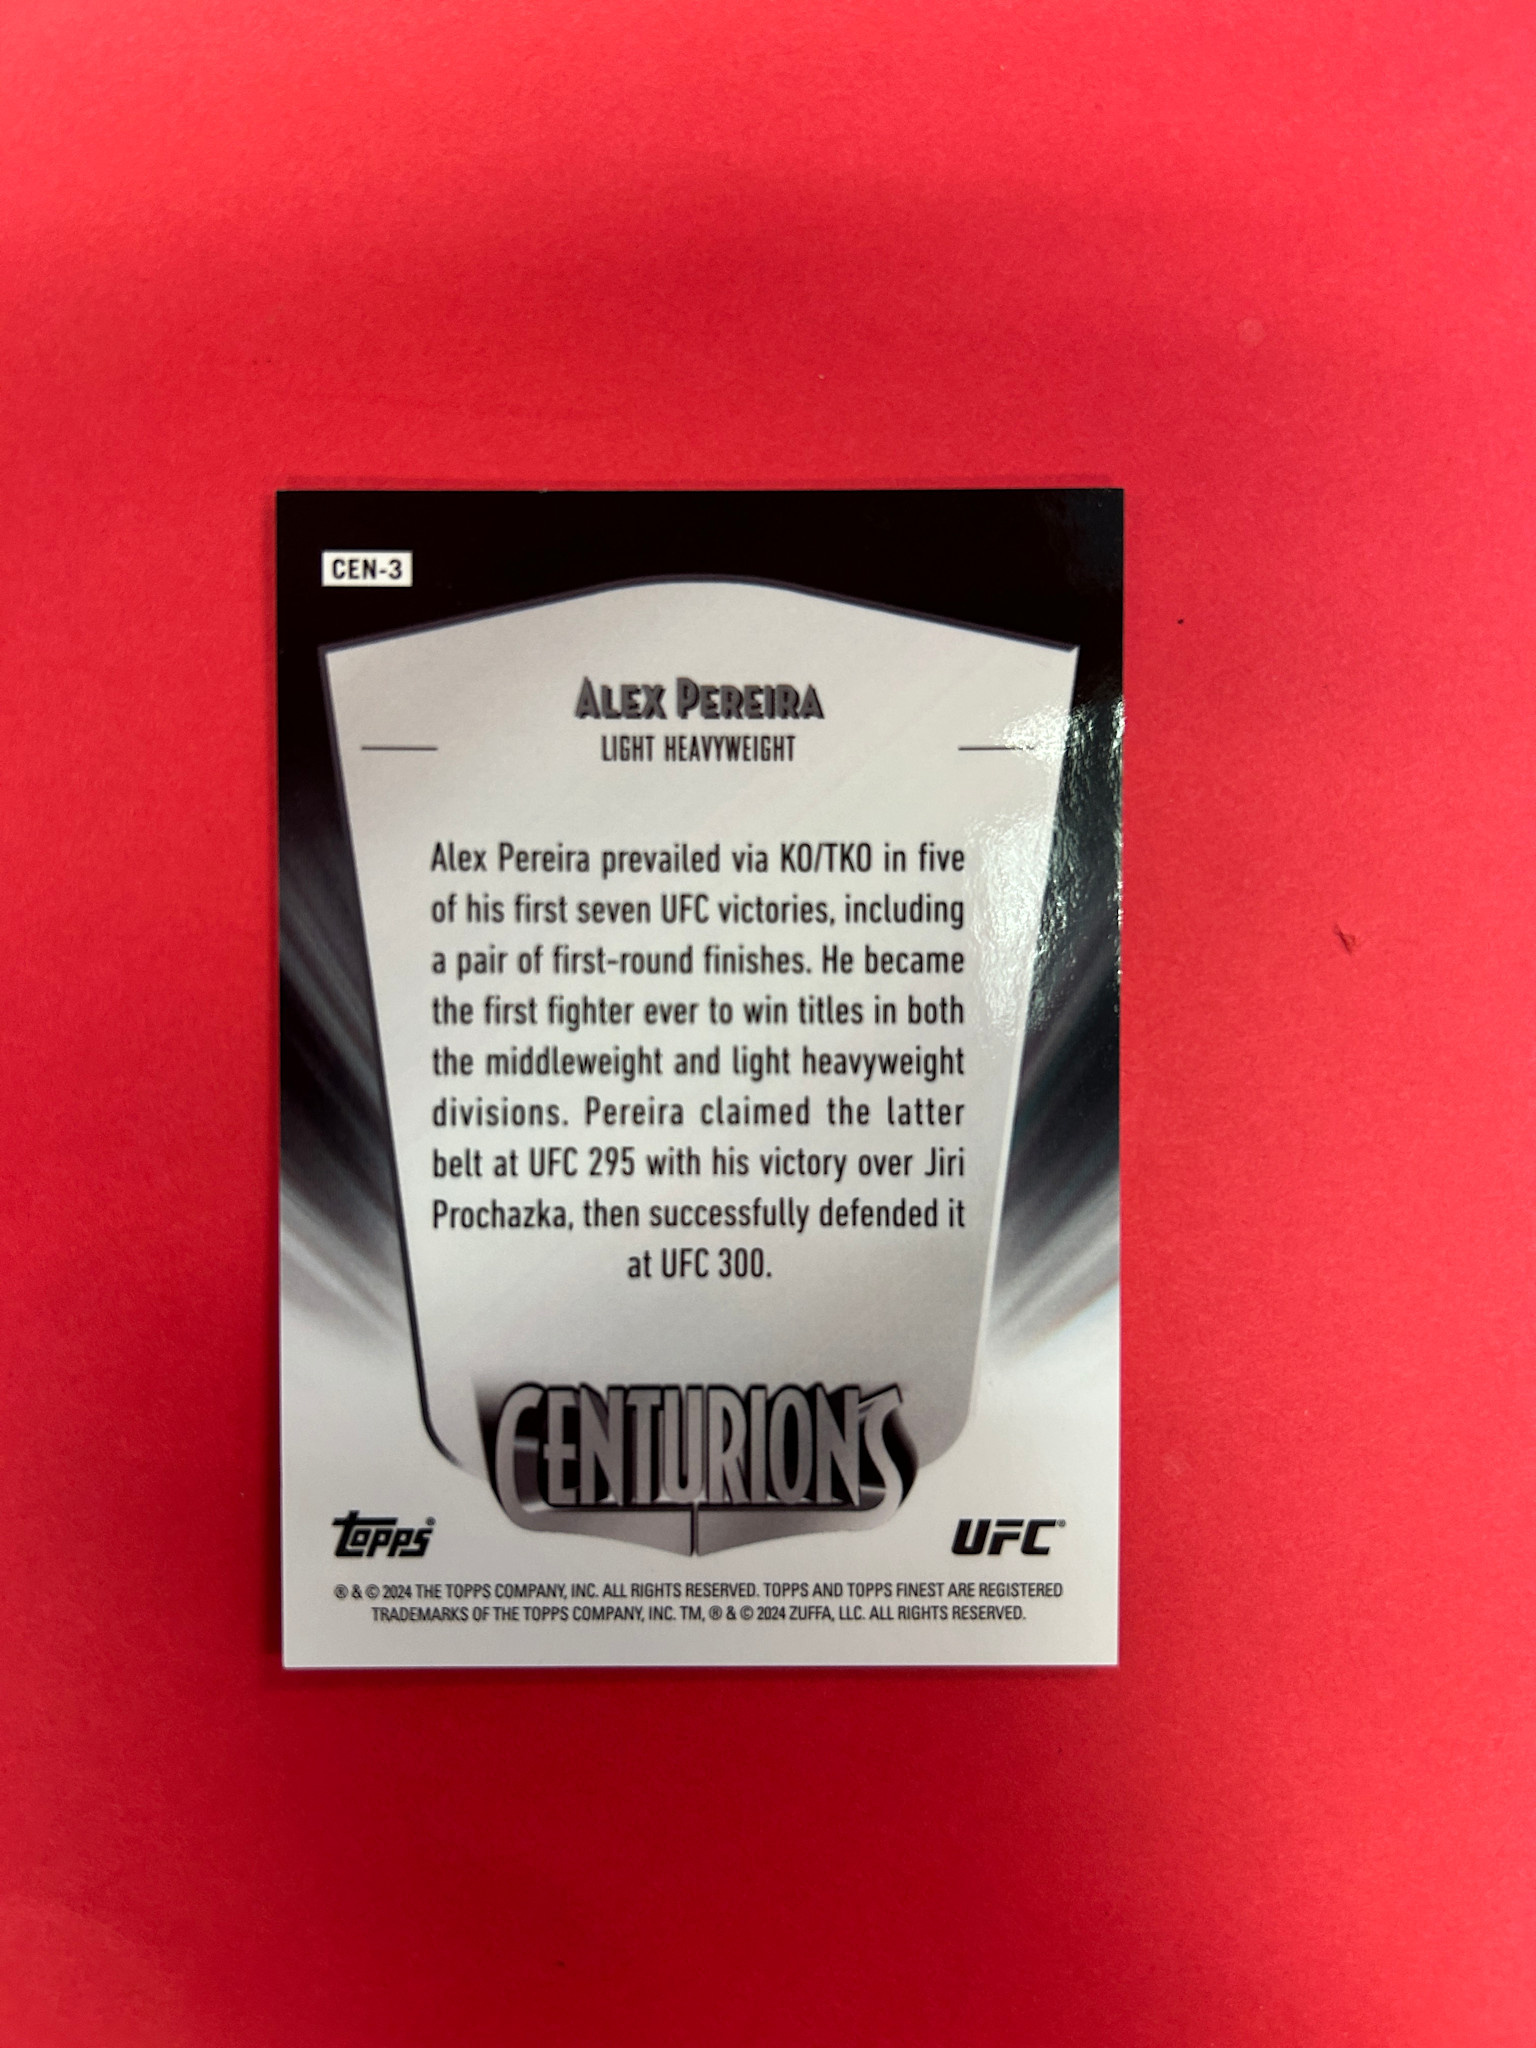 CEN-3
ALEX PEREIRA
LIGHT HEAVYWEIGHT
Alex Pereira prevailed via KO/TKO in five
of his first seven UFC victories, including
a pair of first-round finishes. He became
the first fighter ever to win titles in both
the middleweight and light heavyweight
divisions. Pereira claimed the latter
belt at UFC 295 with his victory over Jiri
Prochazka, then successfully defended it
at UFC 300.
CENTURIONS
topps®
UFC®
® & © 2024 THE TOPPS COMPANY, INC. ALL RIGHTS RESERVED. TOPPS AND TOPPS FINEST ARE REGISTERED
TRADEMARKS OF THE TOPPS COMPANY, INC. TM, ® & © 2024 ZUFFA, LLC. ALL RIGHTS RESERVED.